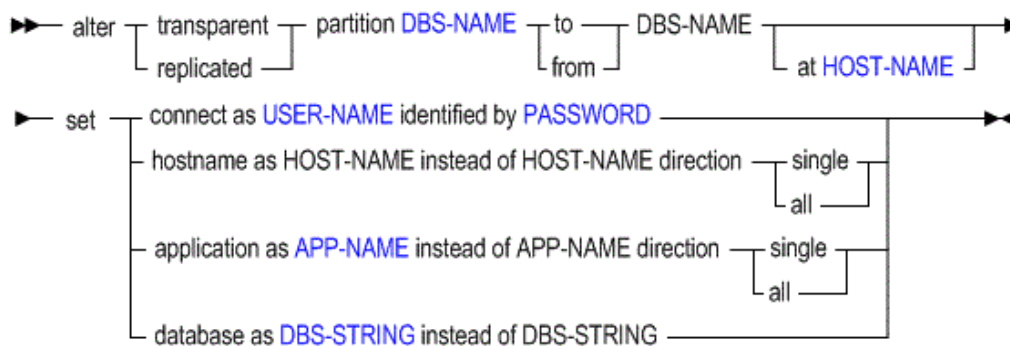 alter transparent partition DBS-NAME to DBS-NAME
replicated from at HOST-NAME
set connect as USER-NAME identified by PASSWORD
hostname as HOST-NAME instead of HOST-NAME direction single
all
application as APP-NAME instead of APP-NAME direction single
all
database as DBS-STRING instead of DBS-STRING